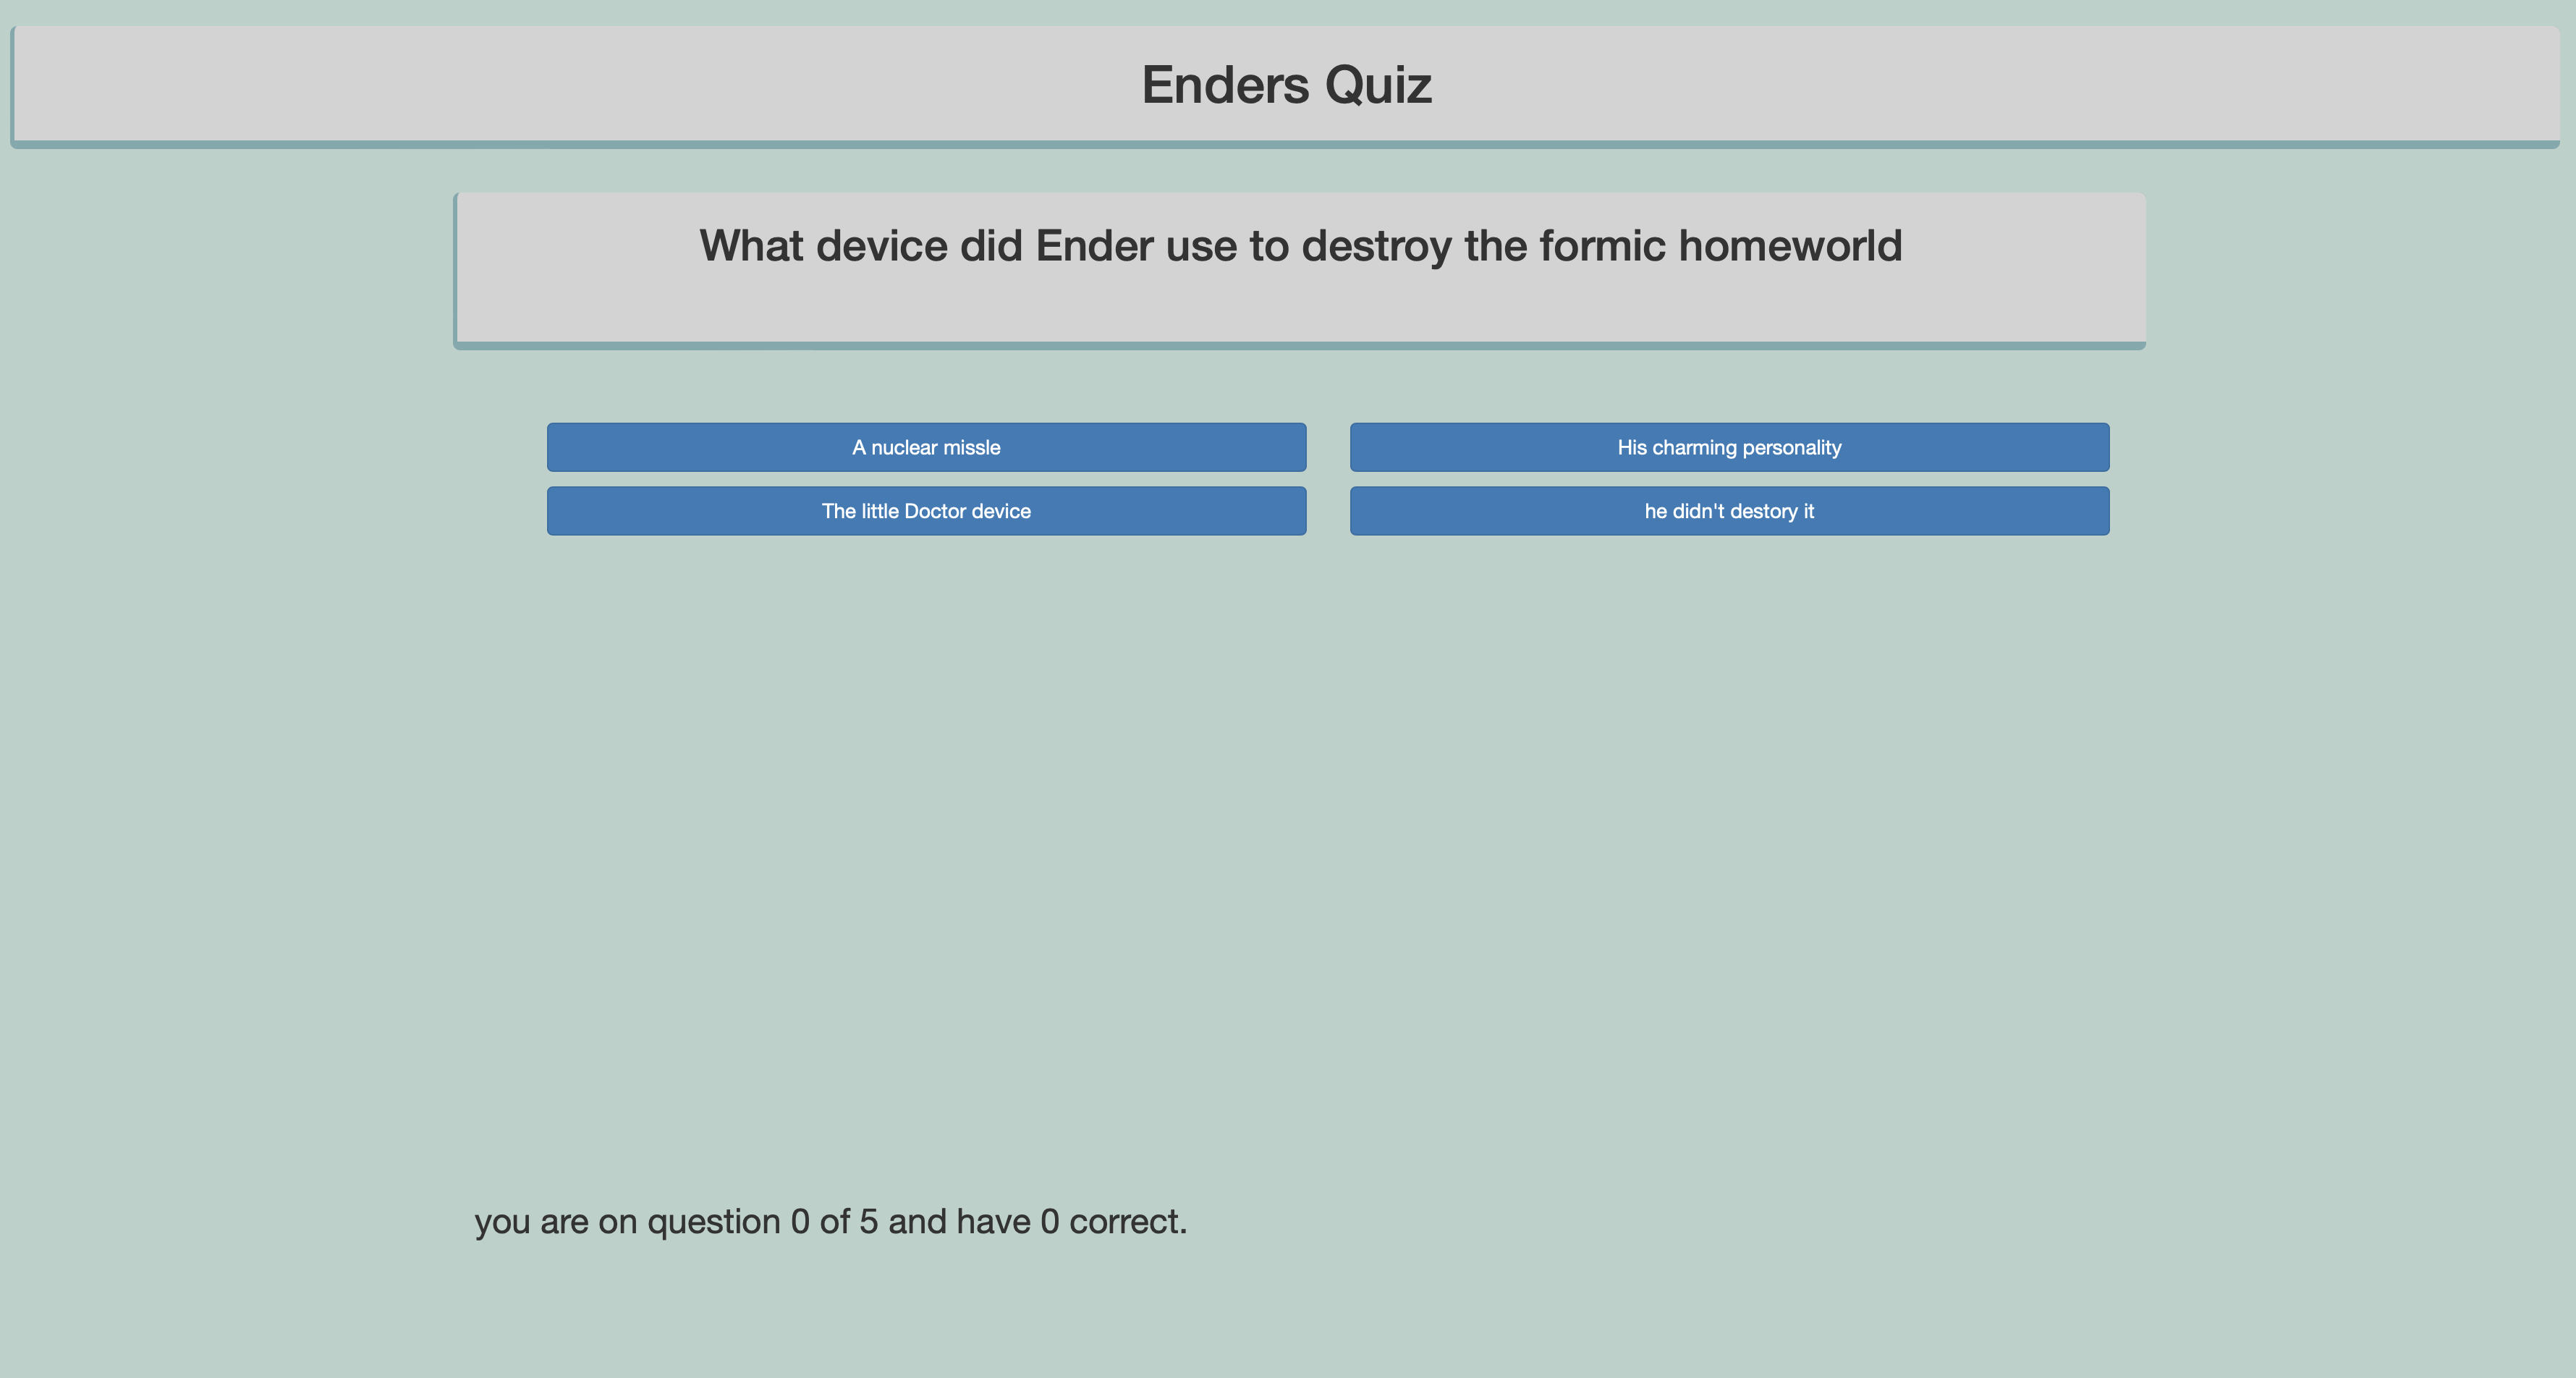 Enders Quiz
What device did Ender use to destroy the formic homeworld
A nuclear missle
His charming personality
The little Doctor device
he didn't destory it
you are on question 0 of 5 and have 0 correct.